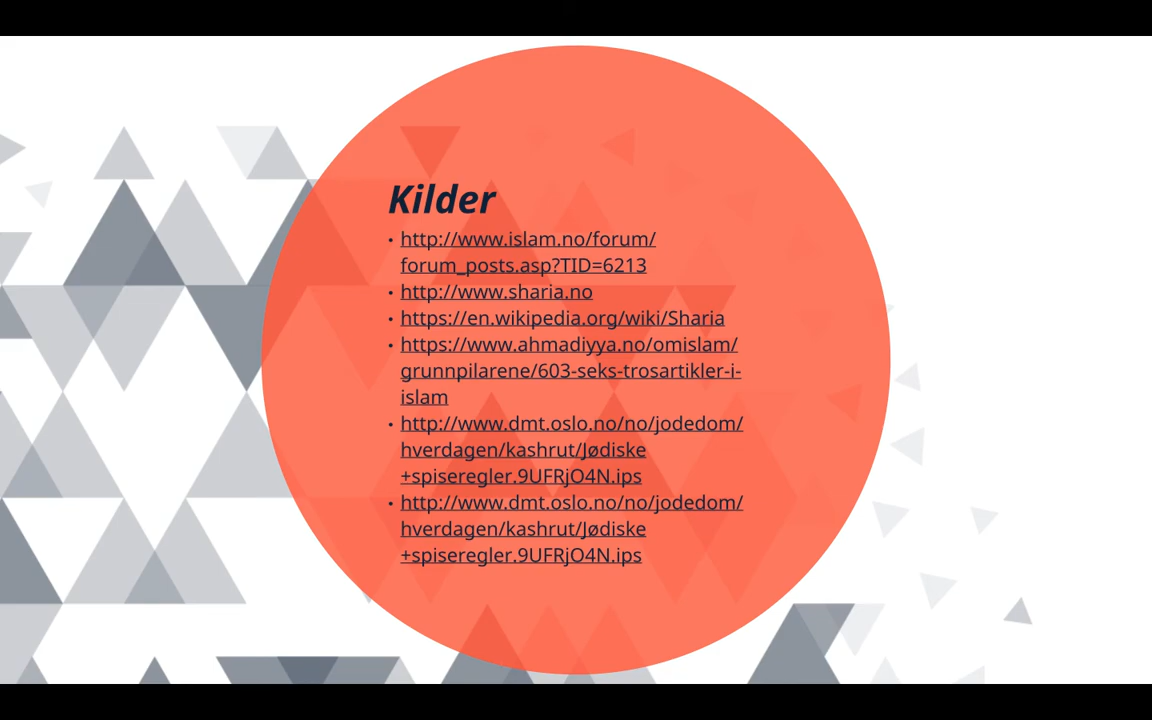 Kilder
• http://www.islam.no/forum/
forum_posts.asp?TID=6213
• http://www.sharia.no
• https://en.wikipedia.org/wiki/Sharia
• https://www.ahmadiyya.no/omislam/
grunnpilarene/603-seks-trosartikler-i-
islam
• http://www.dmt.oslo.no/no/jodedom/
hverdagen/kashrut/Jødiske
+spiseregler.9UFRjO4N.ips
• http://www.dmt.oslo.no/no/jodedom/
hverdagen/kashrut/Jødiske
+spiseregler.9UFRjO4N.ips